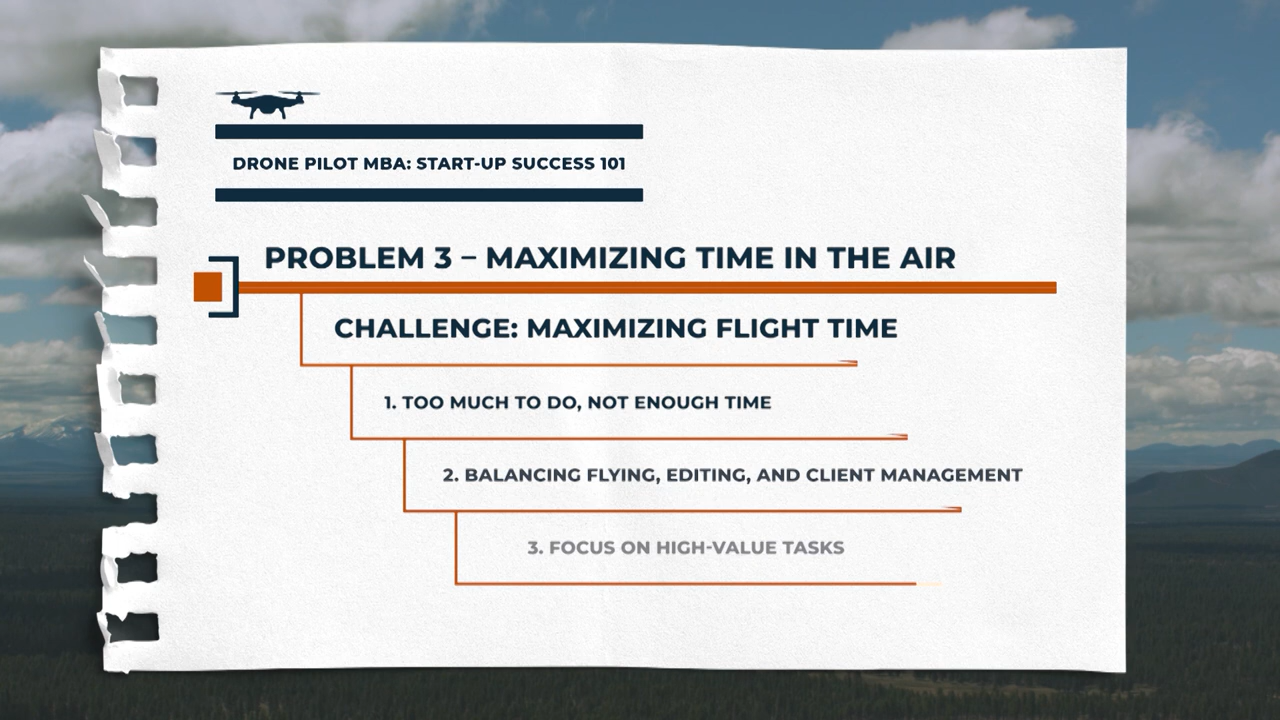 DRONE PILOT MBA: START-UP SUCCESS 101
PROBLEM 3 – MAXIMIZING TIME IN THE AIR
CHALLENGE: MAXIMIZING FLIGHT TIME
1. TOO MUCH TO DO, NOT ENOUGH TIME
2. BALANCING FLYING, EDITING, AND CLIENT MANAGEMENT
3. FOCUS ON HIGH-VALUE TASKS